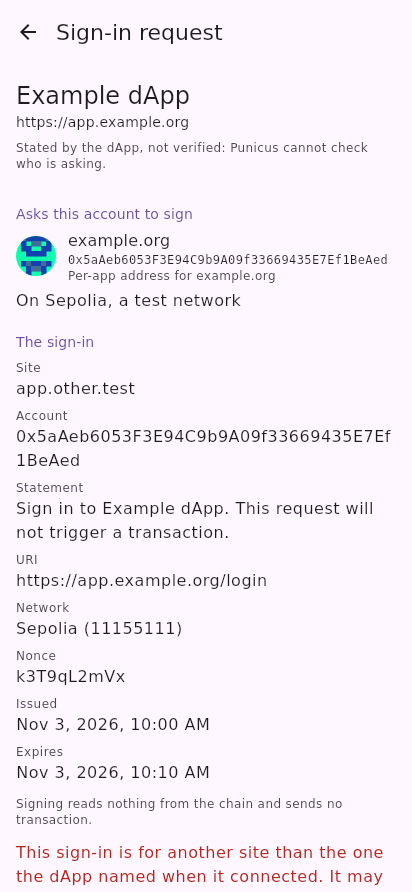 Sign-in request
Example dApp
https://app.example.org
Stated by the dApp, not verified: Punicus cannot check
who is asking.
Asks this account to sign
example.org
0x5aAeb6053F3E94C9b9A09f33669435E7Ef1BeAed
Per-app address for example.org
On Sepolia, a test network
The sign-in
Site
app.other.test
Account
0x5aAeb6053F3E94C9b9A09f33669435E7Ef
1BeAed
Statement
Sign in to Example dApp. This request will
not trigger a transaction.
URI
https://app.example.org/login
Network
Sepolia (11155111)
Nonce
k3T9qL2mVx
Issued
Nov 3, 2026, 10:00 AM
Expires
Nov 3, 2026, 10:10 AM
Signing reads nothing from the chain and sends no
transaction.
This sign-in is for another site than the one
the dApp named when it connected. It may